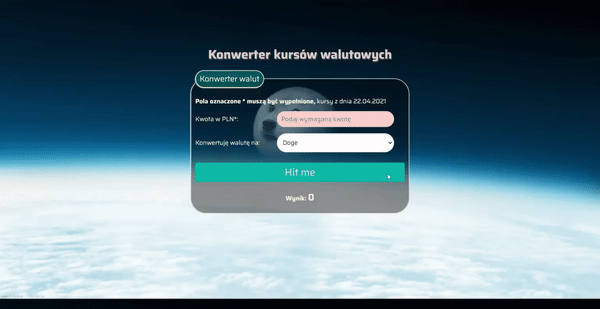 Konwerter kursów walutowych
Konwerter walut
Pola oznaczone * muszą być wypełnione, kursy z dnia 22.04.2021
Kwota w PLN*:
Podaj wymaganą kwotę
Konwertuję walutę na:
Doge
Hit me
Wynik: 0